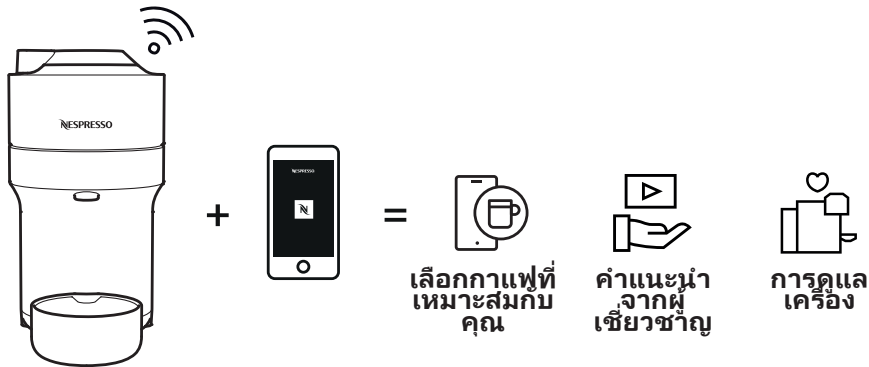 NESPRESSO
NESPRESSO
N
+
=
เลือกกาแฟที่
เหมาะสมกับ
คุณ
คำแนะนำ
จากผู้
เชี่ยวชาญ
การดูแล
เครื่อง